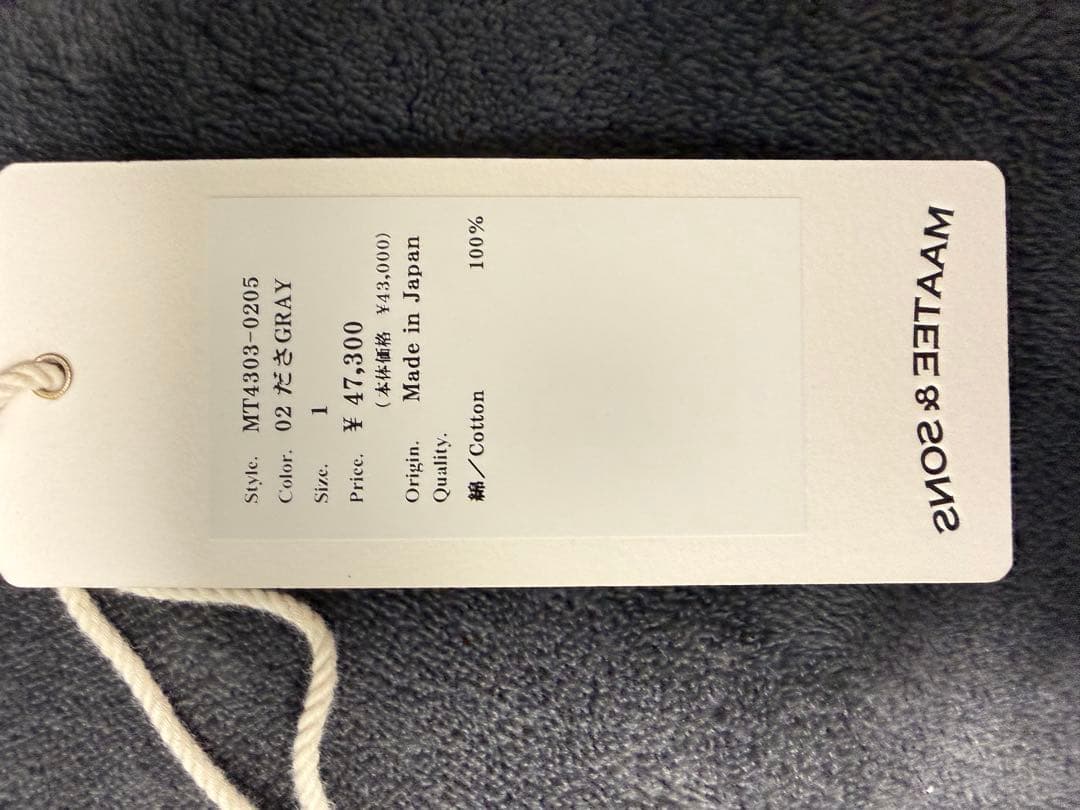 Style. MT4303-0205
Color. 02 ださGRAY
Size. 1
Price. ¥ 47,300
(本体価格 ¥43,000)
Origin. Made in Japan
Quality.
綿／Cotton 100%
MAATEE & SONS